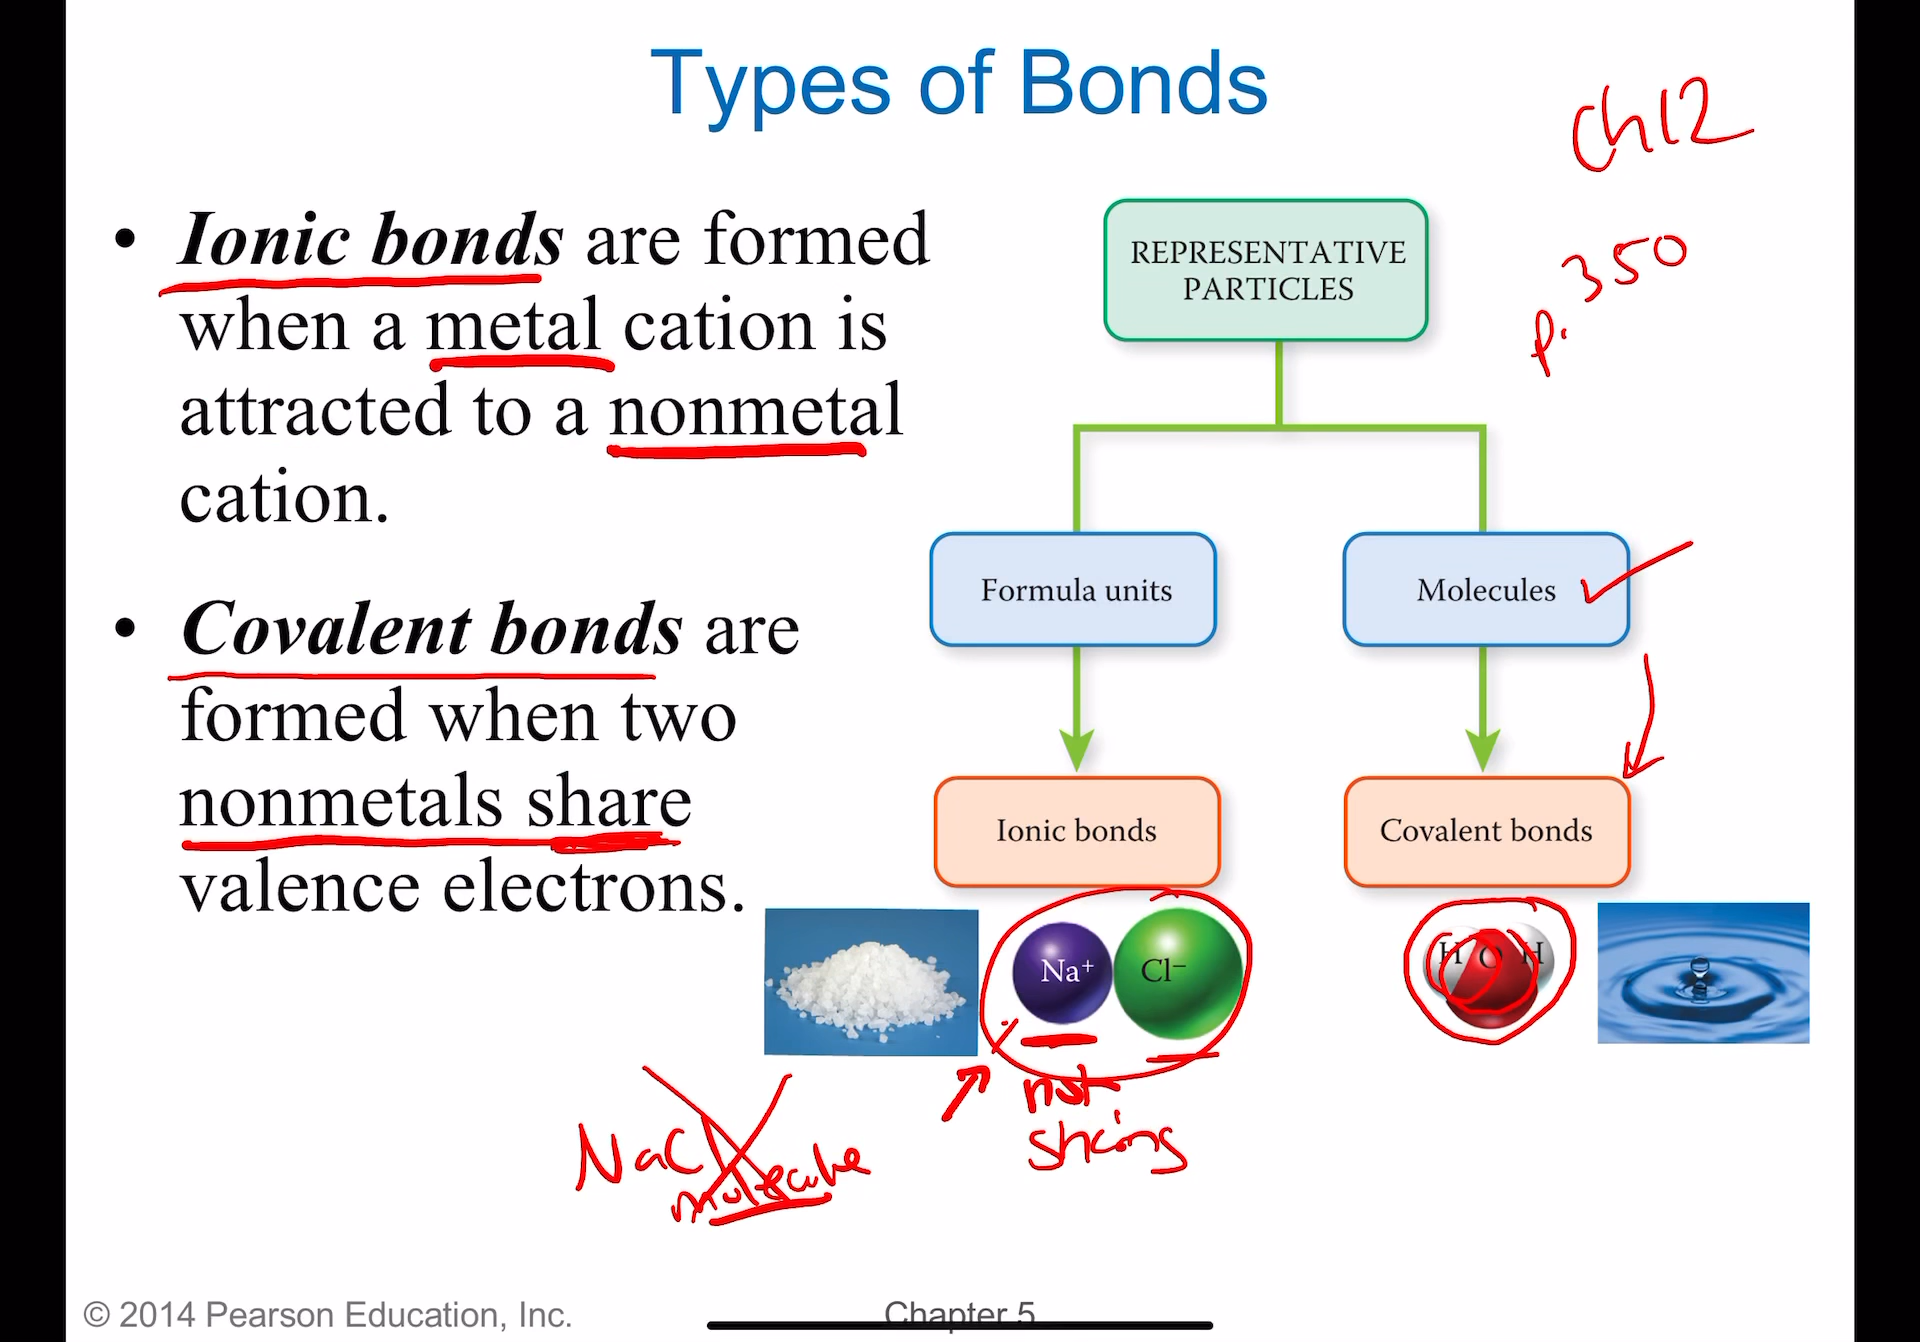 Types of Bonds
Ch12
p. 350
• Ionic bonds are formed
when a metal cation is
attracted to a nonmetal
cation.
• Covalent bonds are
formed when two
nonmetals share
valence electrons.
REPRESENTATIVE
PARTICLES
Formula units
Molecules
Ionic bonds
Covalent bonds
Na⁺ Cl⁻
H O H
not
NaCl
molecule
© 2014 Pearson Education, Inc.
Chapter 5